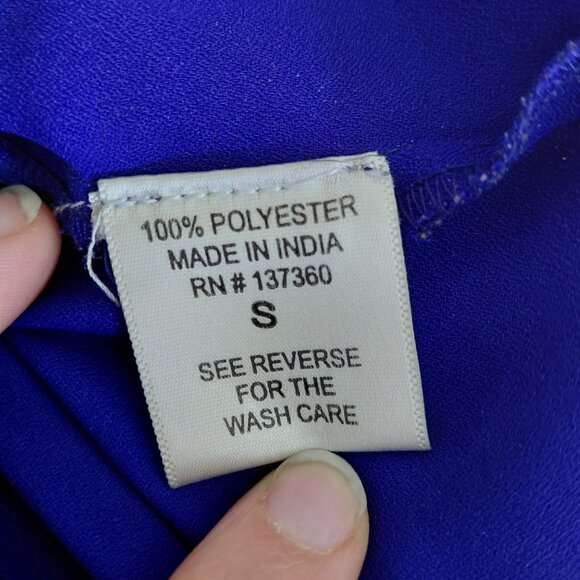 100% POLYESTER
MADE IN INDIA
RN # 137360
S
SEE REVERSE
FOR THE
WASH CARE